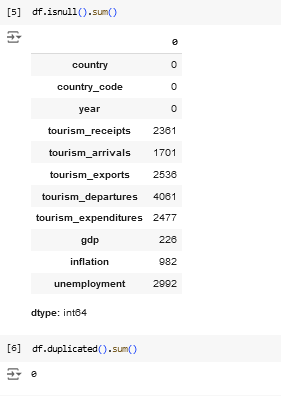 [5] df.isnull().sum()
0
country 0
country_code 0
year 0
tourism_receipts 2361
tourism_arrivals 1701
tourism_exports 2536
tourism_departures 4061
tourism_expenditures 2477
gdp 226
inflation 982
unemployment 2992
dtype: int64
[6] df.duplicated().sum()
0